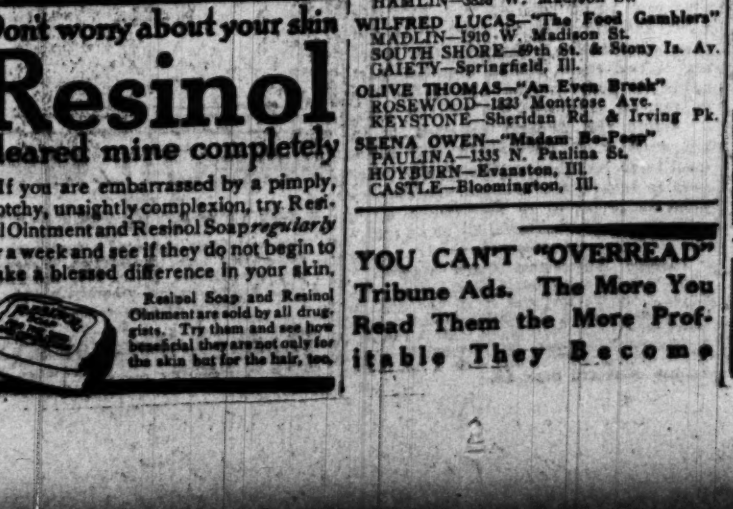 Don't worry about your skin
Resinol
leared mine completely
If you are embarrassed by a pimply,
otchy, unsightly complexion, try Resi-
l Ointment and Resinol Soap regularly
r a week and see if they do not begin to
ake a blessed difference in your skin.
Resinol Soap and Resinol
Ointment are sold by all drug-
gists. Try them and see how
beneficial they are not only for
the skin but for the hair, too.
WILFRED LUCAS—"The Food Gamblers"
MADLIN—1910 W. Madison St.
SOUTH SHORE—69th St. & Stony Is. Av.
GAIETY—Springfield, Ill.
OLIVE THOMAS—"An Even Break"
ROSEWOOD—1823 Montrose Ave.
KEYSTONE—Sheridan Rd. & Irving Pk.
SEENA OWEN—"Madam Bo-Peep"
PAULINA—1335 N. Paulina St.
HOYBURN—Evanston, Ill.
CASTLE—Bloomington, Ill.
YOU CAN'T "OVERREAD"
Tribune Ads. The More You
Read Them the More Prof-
itable They Become